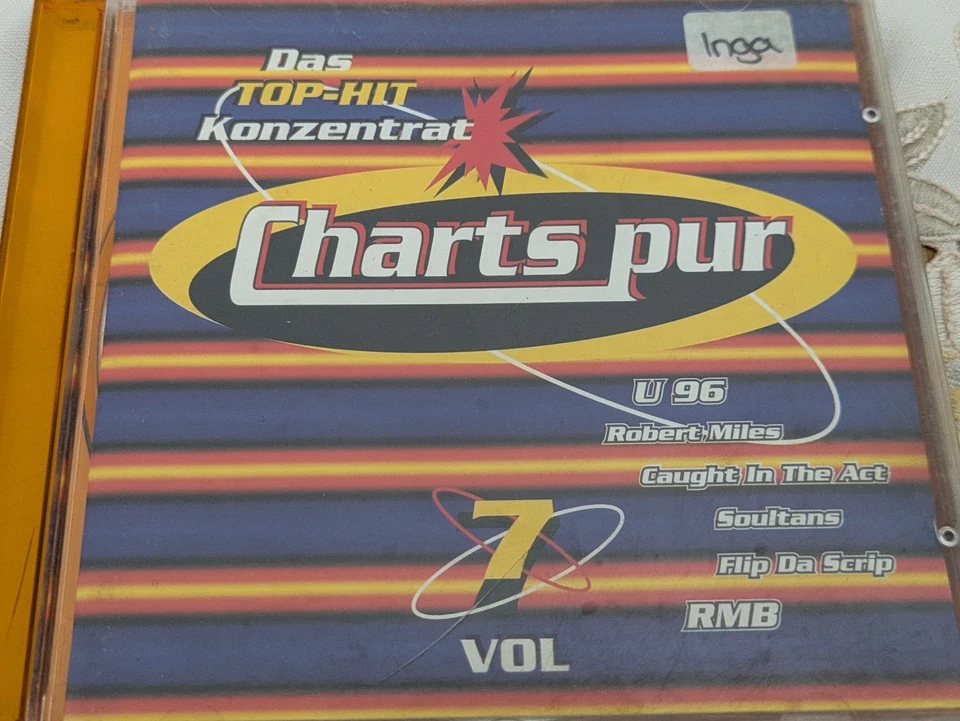 Inga
Das
TOP-HIT
Konzentrat
Charts pur
U 96
Robert Miles
Caught In The Act
Soultans
Flip Da Scrip
RMB
7
VOL